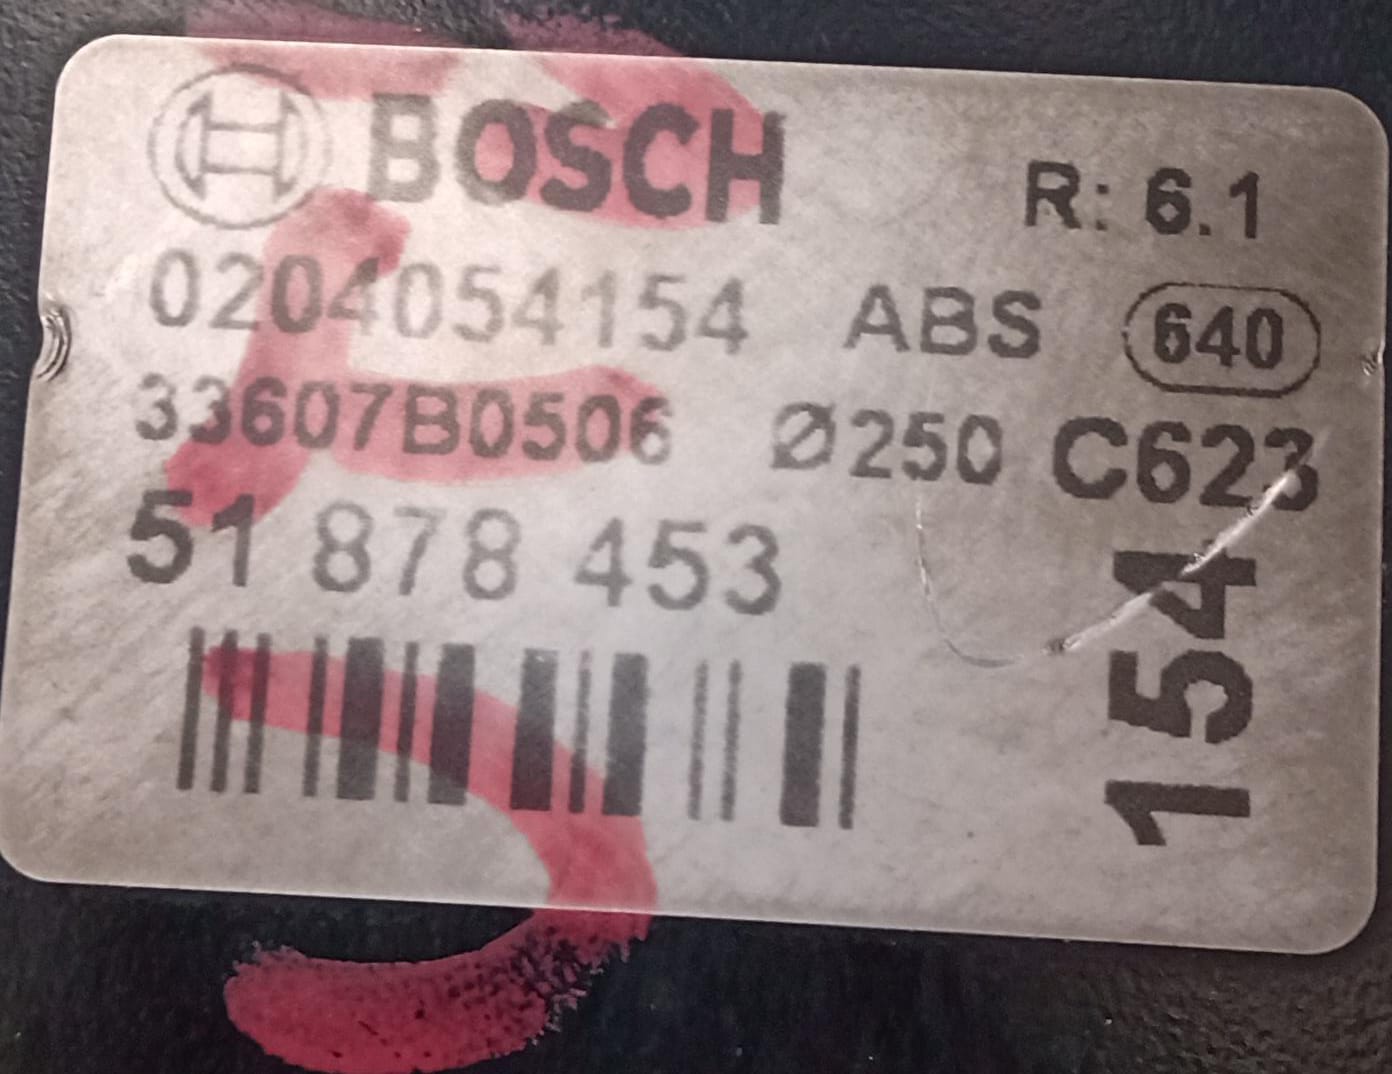 BOSCH R: 6.1
0204054154 ABS 640
33607B0506 Ø250 C623
51 878 453
154